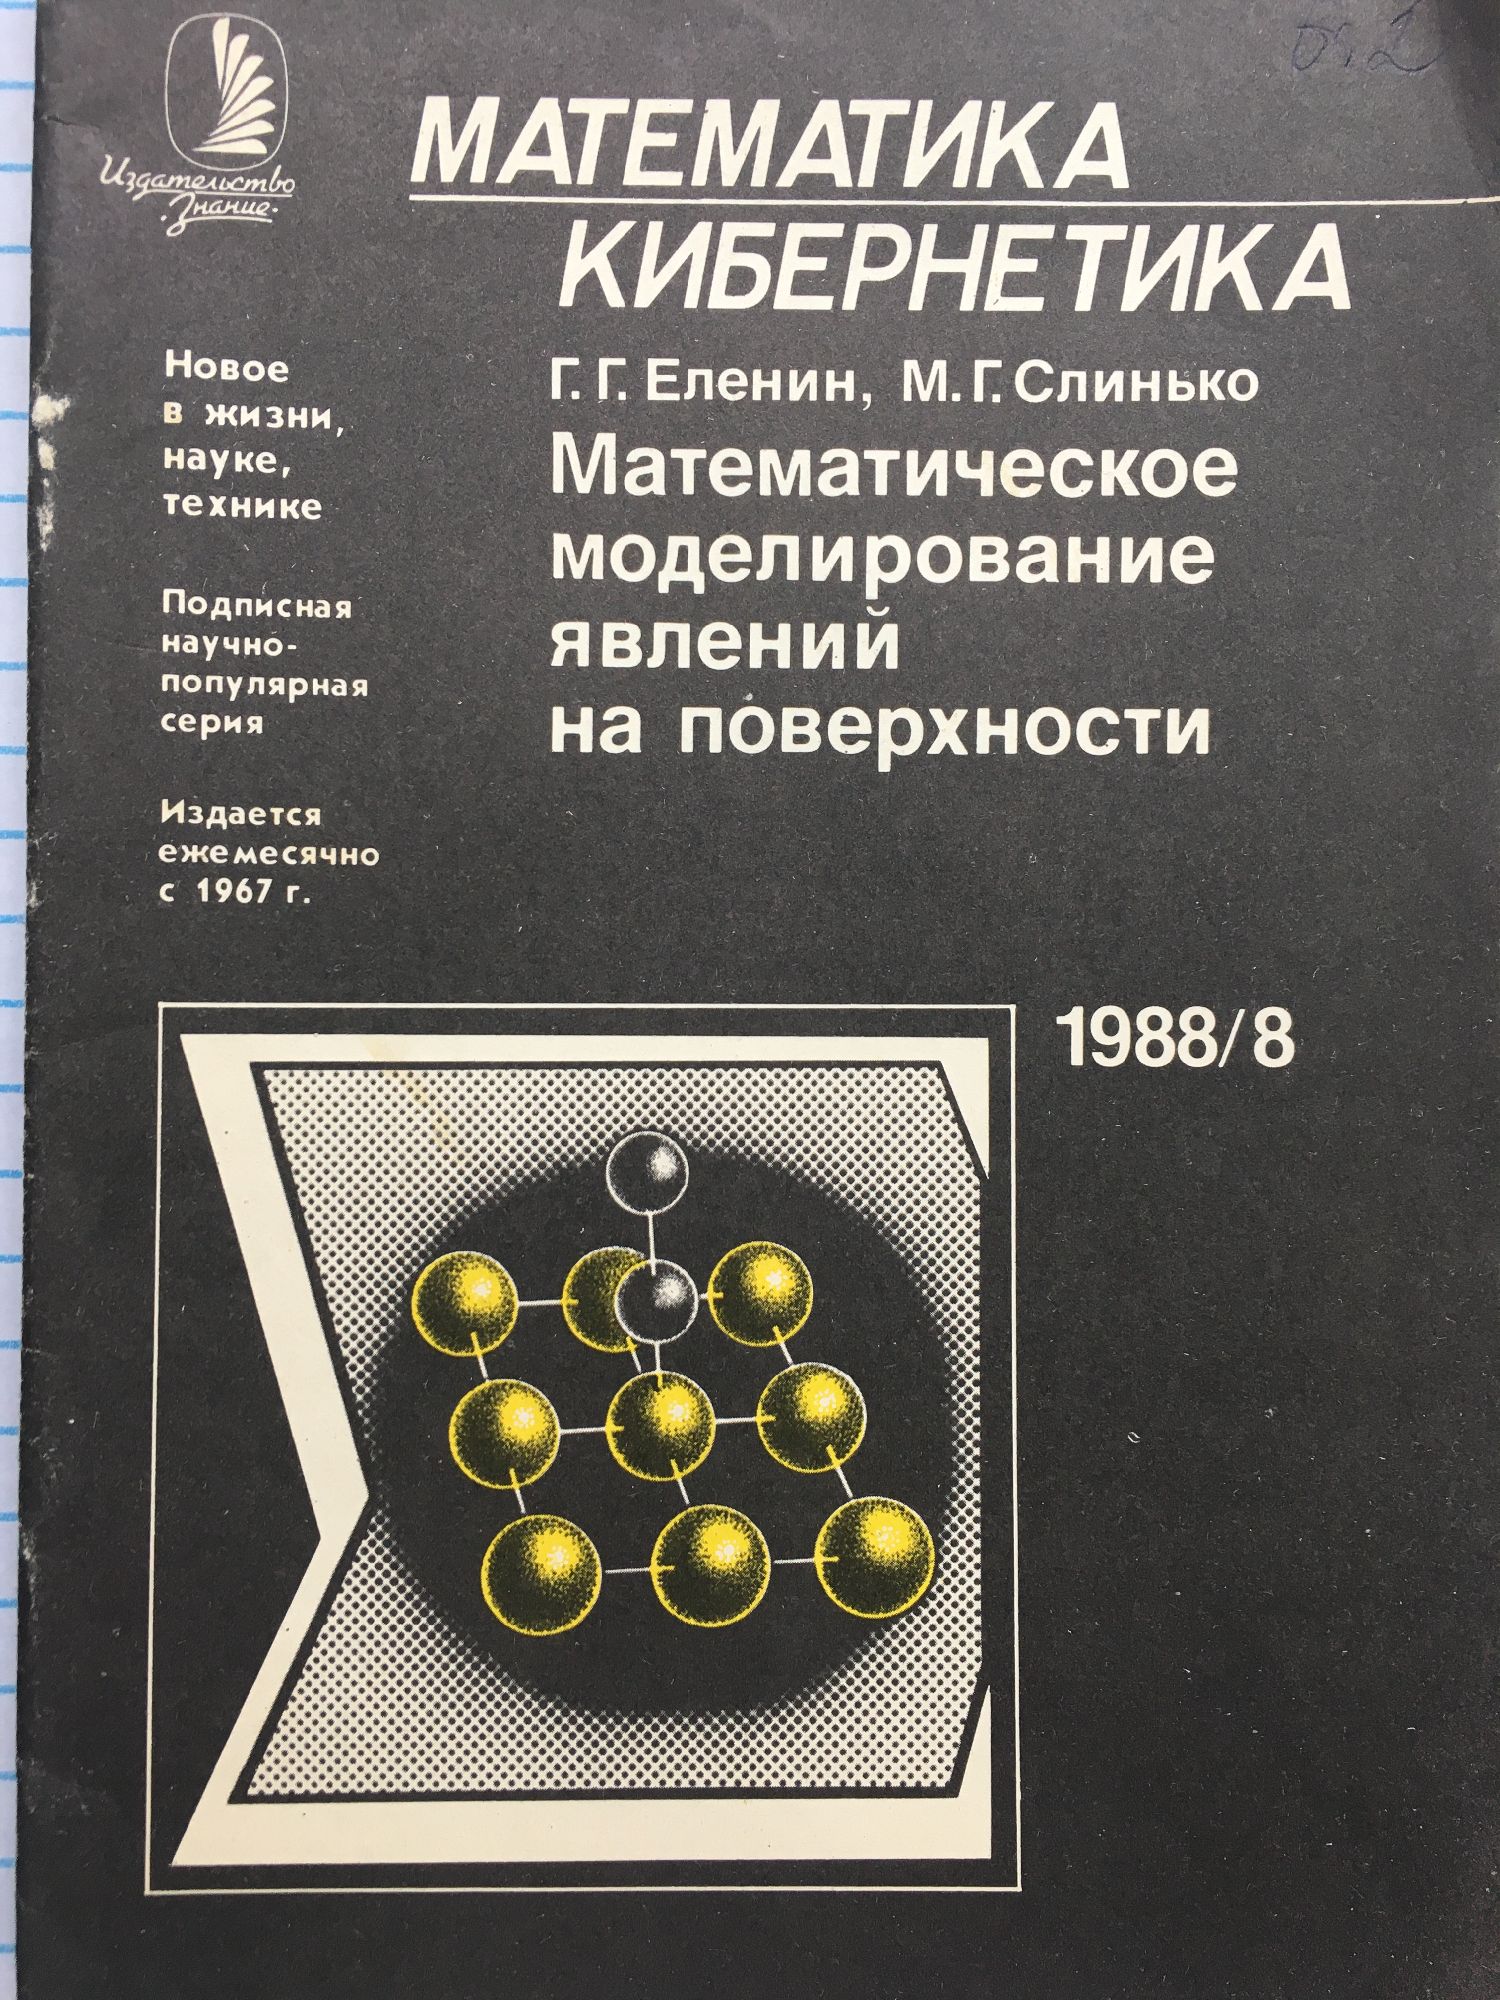 Издательство
·Знание·
МАТЕМАТИКА
КИБЕРНЕТИКА
Новое
в жизни,
науке,
технике
Подписная
научно-
популярная
серия
Издается
ежемесячно
с 1967 г.
Г. Г. Еленин, М. Г. Слинько
Математическое
моделирование
явлений
на поверхности
1988/8